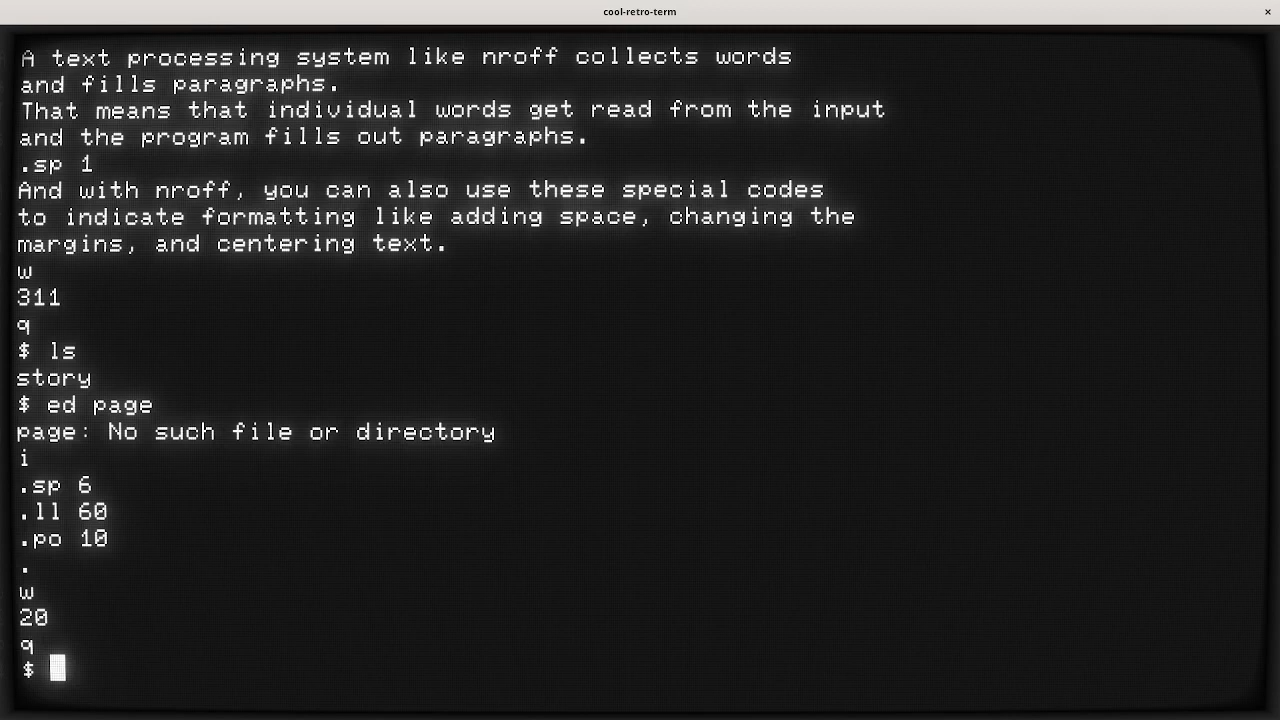 cool-retro-term
×
A text processing system like nroff collects words
and fills paragraphs.
That means that individual words get read from the input
and the program fills out paragraphs.
.sp 1
And with nroff, you can also use these special codes
to indicate formatting like adding space, changing the
margins, and centering text.
w
311
q
$ ls
story
$ ed page
page: No such file or directory
i
.sp 6
.ll 60
.po 10
.
w
20
q
$